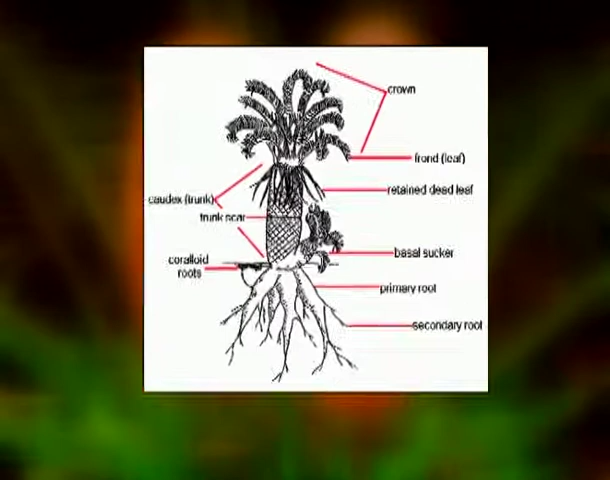 crown
frond (leaf)
retained dead leaf
caudex (trunk)
trunk scar
basal sucker
coralloid
roots
primary root
secondary root